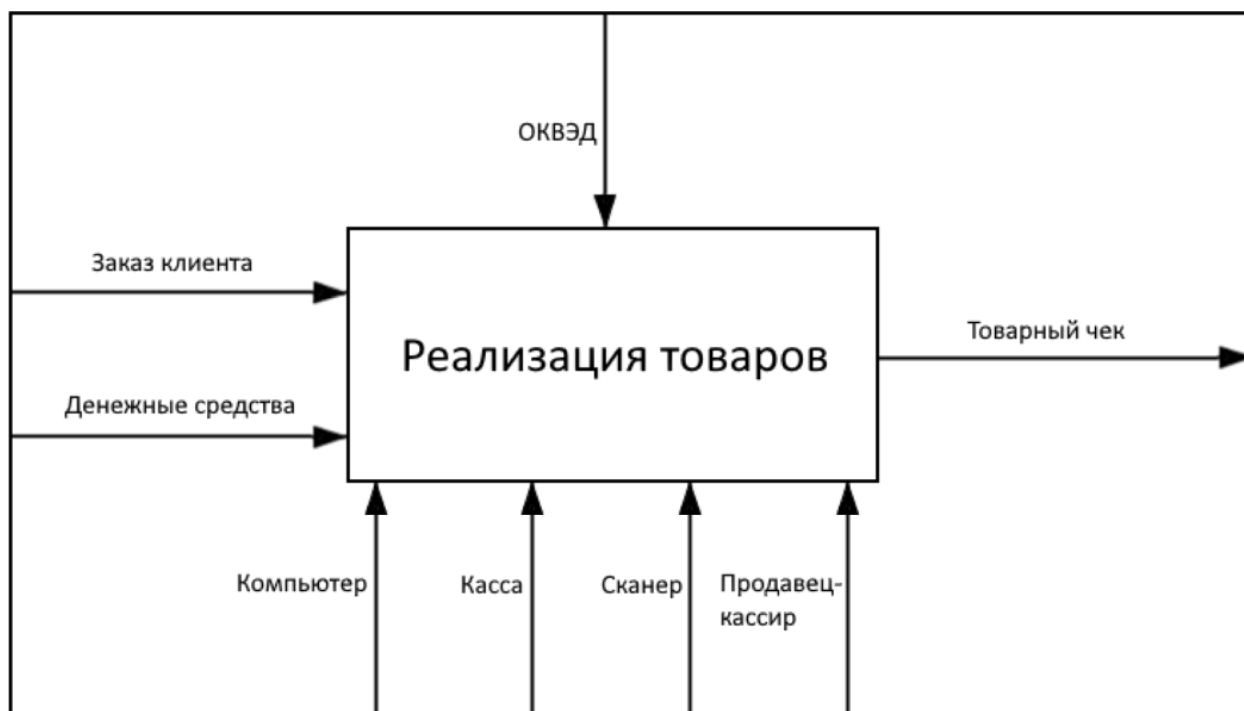 ОКВЭД
Заказ клиента
Реализация товаров
Товарный чек
Денежные средства
Компьютер
Касса
Сканер
Продавец-
кассир